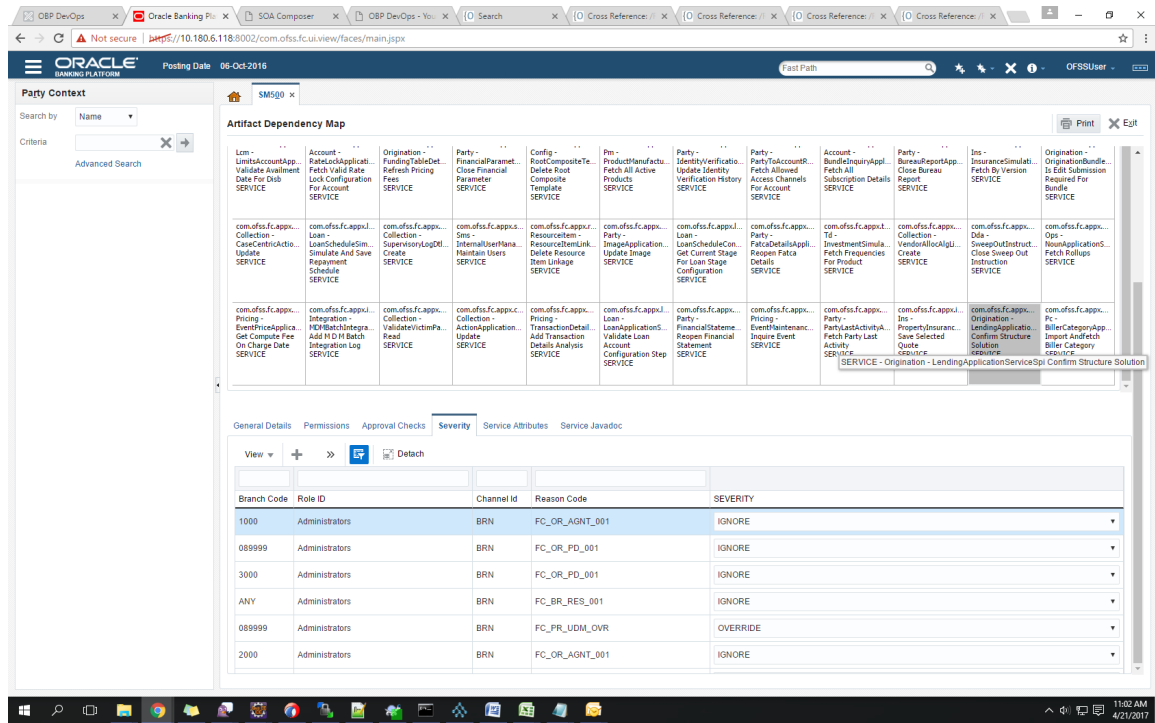 OBP DevOps
Oracle Banking Pla
SOA Composer
OBP DevOps - You
Search
Cross Reference: /
Cross Reference: /
Cross Reference: /
Cross Reference: /
Not secure | https://10.180.6.118:8002/com.ofss.fc.ui.view/faces/main.jspx
ORACLE
BANKING PLATFORM
Posting Date 06-Oct-2016
Fast Path
OFSSUser
Party Context
Search by Name
Criteria
Advanced Search
SM500
Artifact Dependency Map
Print
Exit
Lcm -
LimitsAccountApp...
Validate Availment
Date For Disb
SERVICE
Account -
RateLockApplicati...
Fetch Valid Rate
Lock Configuration
For Account
SERVICE
Origination -
FundingTableDet...
Refresh Pricing
Fees
SERVICE
Party -
FinancialParamet...
Close Financial
Parameter
SERVICE
Config -
RootCompositeTe...
Delete Root
Composite
Template
SERVICE
Pm -
ProductManufactu...
Fetch All Active
Products
SERVICE
Party -
IdentityVerificatio...
Update Identity
Verification History
SERVICE
Party -
PartyToAccountR...
Fetch Allowed
Access Channels
For Account
SERVICE
Account -
BundleInquiryAppl...
Fetch All
Subscription Details
SERVICE
Party -
BureauReportApp...
Close Bureau
Report
SERVICE
Ins -
InsuranceSimulati...
Fetch By Version
SERVICE
Origination -
OriginationBundle...
Is Edit Submission
Required For
Bundle
SERVICE
com.ofss.fc.appx....
Collection -
CaseCentricActio...
Update
SERVICE
com.ofss.fc.appx.l...
Loan -
LoanScheduleSim...
Simulate And Save
Repayment
Schedule
SERVICE
com.ofss.fc.appx....
Collection -
SupervisoryLogDtl...
Create
SERVICE
com.ofss.fc.appx.s...
Sms -
InternalUserMana...
Maintain Users
SERVICE
com.ofss.fc.appx.r...
Resourceitem -
ResourceItemLink...
Delete Resource
Item Linkage
SERVICE
com.ofss.fc.appx....
Party -
ImageApplication...
Update Image
SERVICE
com.ofss.fc.appx.l...
Loan -
LoanScheduleCon...
Get Current Stage
For Loan Stage
Configuration
SERVICE
com.ofss.fc.appx....
Party -
FatcaDetailsAppli...
Reopen Fatca
Details
SERVICE
com.ofss.fc.appx.t...
Td -
InvestmentSimula...
Fetch Frequencies
For Product
SERVICE
com.ofss.fc.appx....
Collection -
VendorAllocAlgLi...
Create
SERVICE
com.ofss.fc.appx....
Dda -
SweepOutInstruct...
Close Sweep Out
Instruction
SERVICE
com.ofss.fc.appx....
Ops -
NounApplicationS...
Fetch Rollups
SERVICE
com.ofss.fc.appx....
Pricing -
EventPriceApplica...
Get Compute Fee
On Charge Date
SERVICE
com.ofss.fc.appx.i...
Integration -
MDMBatchIntegra...
Add M D M Batch
Integration Log
SERVICE
com.ofss.fc.appx....
Collection -
ValidateVictimPa...
Read
SERVICE
com.ofss.fc.appx.c...
Collection -
ActionApplication...
Update
SERVICE
com.ofss.fc.appx....
Pricing -
TransactionDetail...
Add Transaction
Details Analysis
SERVICE
com.ofss.fc.appx.l...
Loan -
LoanApplicationS...
Validate Loan
Account
Configuration Step
SERVICE
com.ofss.fc.appx....
Party -
FinancialStateme...
Reopen Financial
Statement
SERVICE
com.ofss.fc.appx....
Pricing -
EventMaintenanc...
Inquire Event
SERVICE
com.ofss.fc.appx....
Party -
PartyLastActivityA...
Fetch Party Last
Activity
com.ofss.fc.appx.i...
Ins -
PropertyInsuranc...
Save Selected
Quote
com.ofss.fc.appx....
Origination -
LendingApplicatio...
Confirm Structure
Solution
com.ofss.fc.appx....
Pc -
BillerCategoryApp...
Import Andfetch
Biller Category
SERVICE - Origination - LendingApplicationServiceSpi Confirm Structure Solution
General Details Permissions Approval Checks Severity Service Attributes Service Javadoc
View
Detach
Branch Code Role ID Channel Id Reason Code SEVERITY
1000 Administrators BRN FC_OR_AGNT_001 IGNORE
089999 Administrators BRN FC_OR_PD_001 IGNORE
3000 Administrators BRN FC_OR_PD_001 IGNORE
ANY Administrators BRN FC_BR_RES_001 IGNORE
089999 Administrators BRN FC_PR_UDM_OVR OVERRIDE
2000 Administrators BRN FC_OR_AGNT_001 IGNORE
11:02 AM
4/21/2017